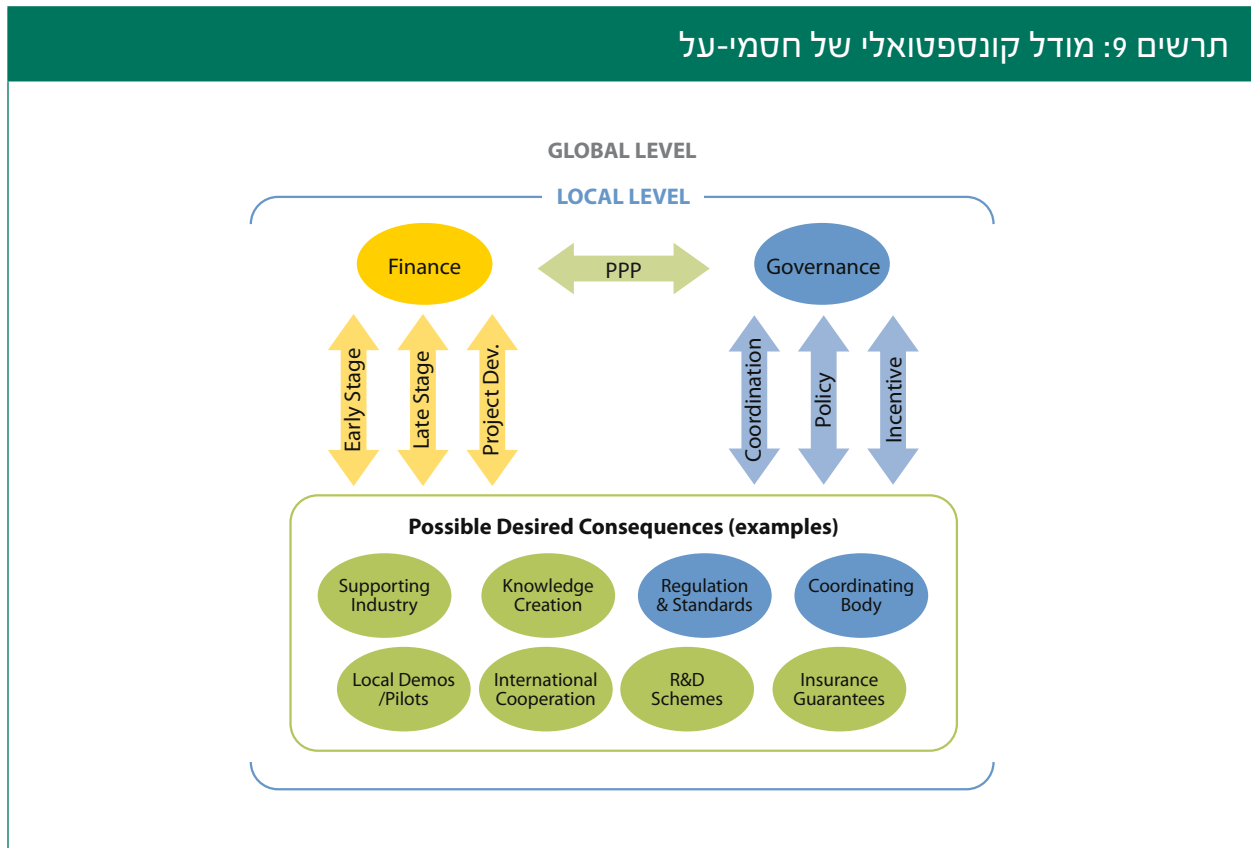 תרשים 9: מודל קונספטואלי של חסמי-על
GLOBAL LEVEL
LOCAL LEVEL
Finance
PPP
Governance
Early Stage
Late Stage
Project Dev.
Coordination
Policy
Incentive
Possible Desired Consequences (examples)
Supporting
Industry
Knowledge
Creation
Regulation
& Standards
Coordinating
Body
Local Demos
/Pilots
International
Cooperation
R&D
Schemes
Insurance
Guarantees